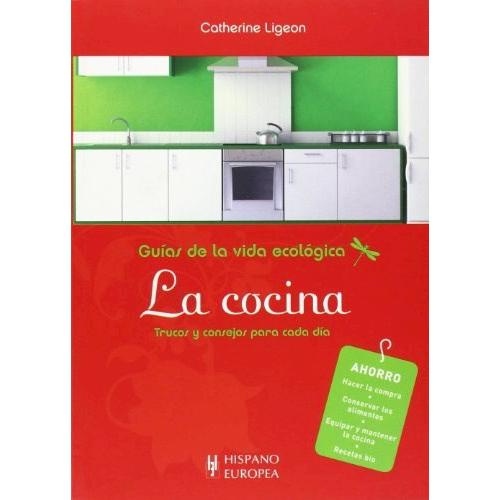 Catherine Ligeon
Guías de la vida ecológica
La cocina
Trucos y consejos para cada día
AHORRO
Hacer la compra
•
Conservar los
alimentos
•
Equipar y mantener
la cocina
•
Recetas bio
HISPANO
EUROPEA